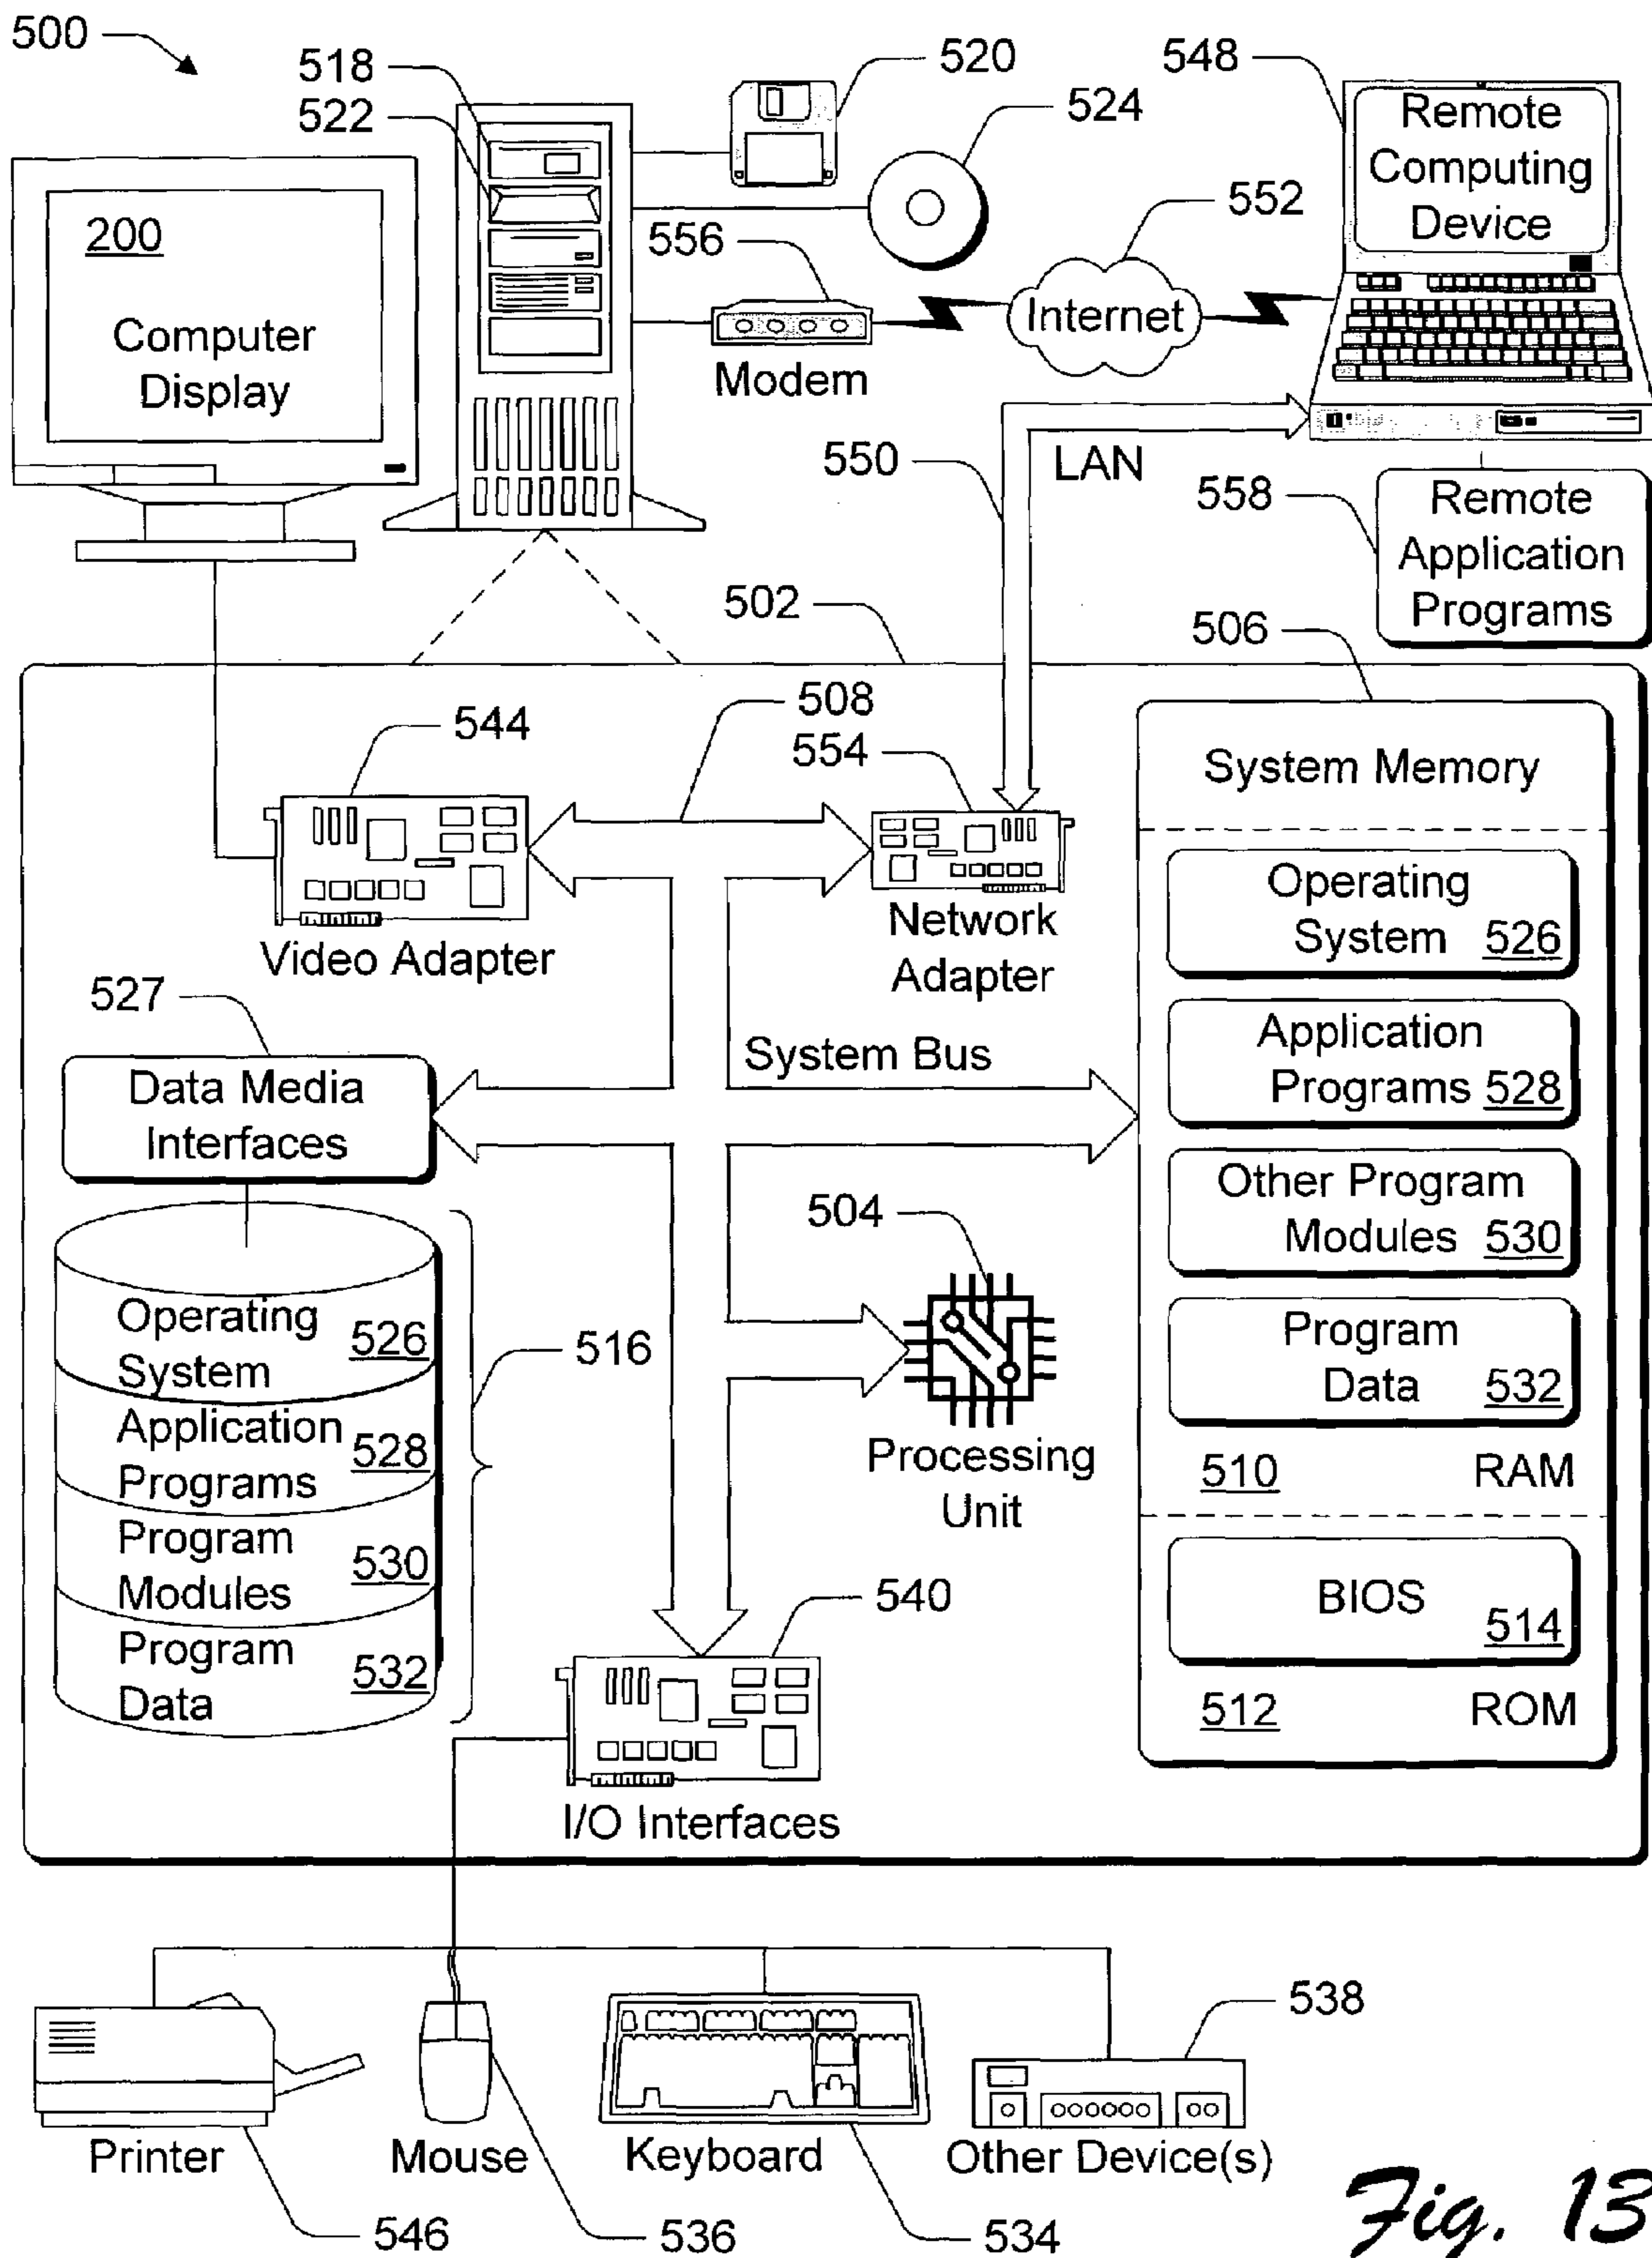 500
518
522
520
524
548
Remote
Computing
Device
200
Computer
Display
556
552
Internet
Modem
550
LAN
558
Remote
Application
Programs
502
506
508
544
554
System Memory
Video Adapter
Network
Adapter
Operating
System 526
527
Data Media
Interfaces
System Bus
Application
Programs 528
Other Program
Modules 530
504
Processing
Unit
Program
Data 532
510 RAM
BIOS
514
512 ROM
Operating
System 526
516
Application
Programs 528
Program
Modules 530
Program
Data 532
540
I/O Interfaces
538
Printer
Mouse
Keyboard
Other Device(s)
546
536
534
Fig. 13